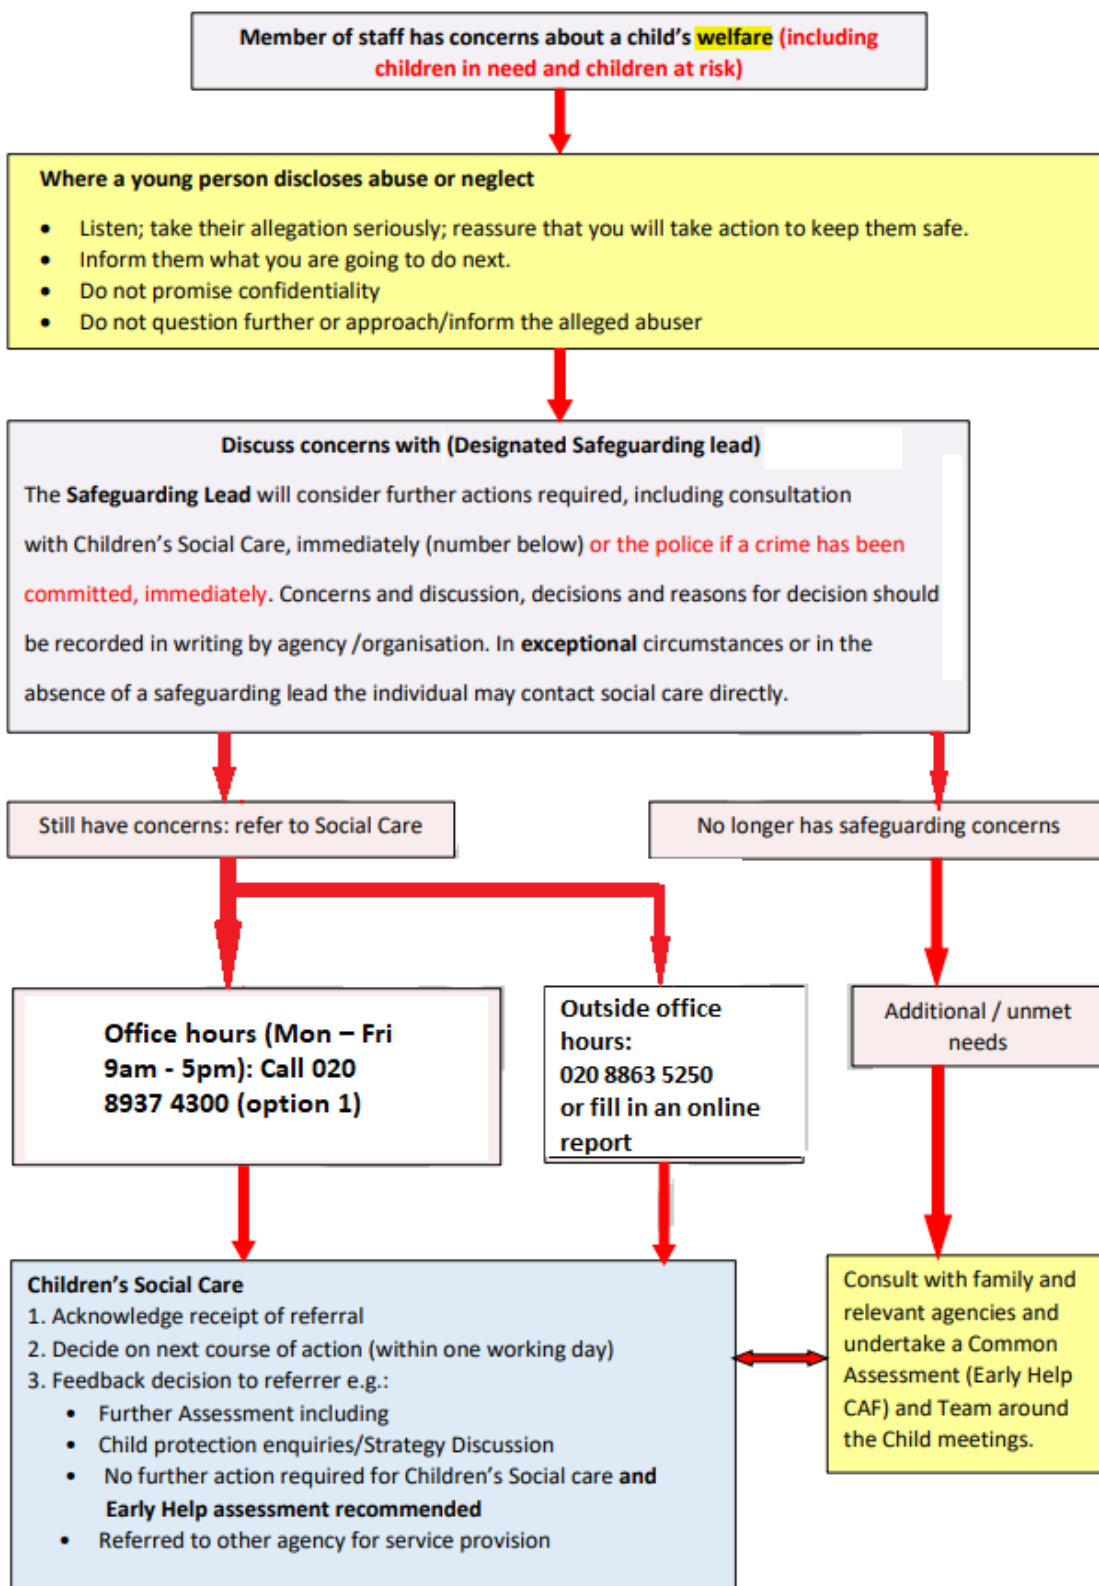 Member of staff has concerns about a child's welfare (including
children in need and children at risk)
Where a young person discloses abuse or neglect
• Listen; take their allegation seriously; reassure that you will take action to keep them safe.
• Inform them what you are going to do next.
• Do not promise confidentiality
• Do not question further or approach/inform the alleged abuser
Discuss concerns with (Designated Safeguarding lead)
The Safeguarding Lead will consider further actions required, including consultation
with Children's Social Care, immediately (number below) or the police if a crime has been
committed, immediately. Concerns and discussion, decisions and reasons for decision should
be recorded in writing by agency /organisation. In exceptional circumstances or in the
absence of a safeguarding lead the individual may contact social care directly.
Still have concerns: refer to Social Care
No longer has safeguarding concerns
Office hours (Mon – Fri
9am - 5pm): Call 020
8937 4300 (option 1)
Outside office
hours:
020 8863 5250
or fill in an online
report
Additional / unmet
needs
Children's Social Care
1. Acknowledge receipt of referral
2. Decide on next course of action (within one working day)
3. Feedback decision to referrer e.g.:
• Further Assessment including
• Child protection enquiries/Strategy Discussion
• No further action required for Children's Social care and
Early Help assessment recommended
• Referred to other agency for service provision
Consult with family and
relevant agencies and
undertake a Common
Assessment (Early Help
CAF) and Team around
the Child meetings.